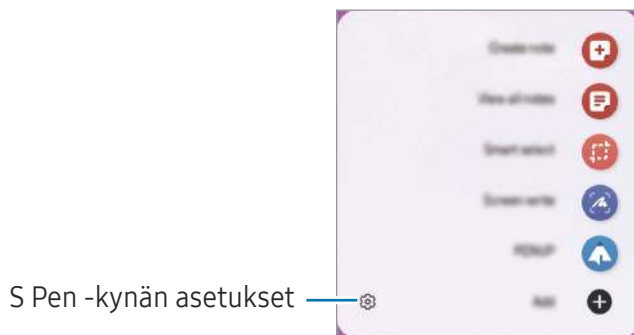 Create note
View all notes
Smart select
Screen write
PENUP
S Pen -kynän asetukset
Add